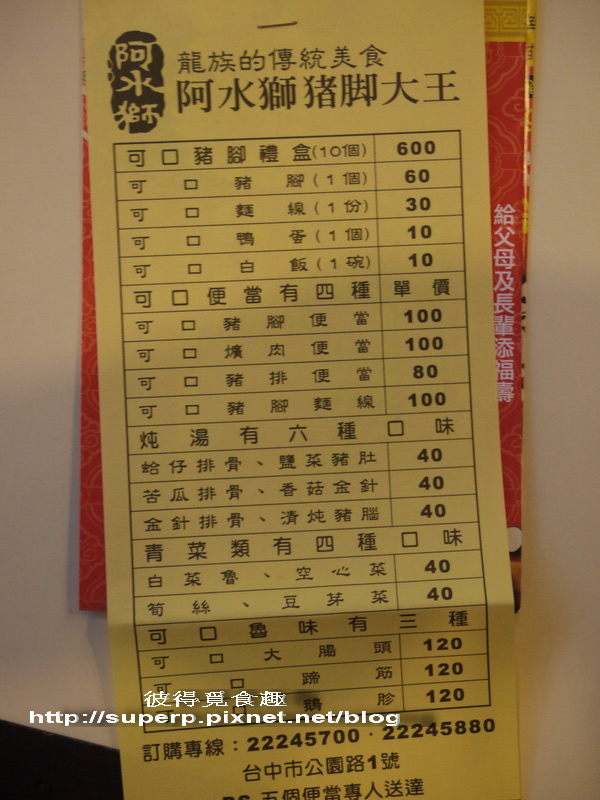 阿水獅
龍族的傳統美食
阿水獅豬脚大王
可口豬腳禮盒(10個) 600
可口豬腳(1個) 60
可口麵線(1份) 30
可口鴨蛋(1個) 10
可口白飯(1碗) 10
可口便當有四種 單價
可口豬腳便當 100
可口爌肉便當 100
可口豬排便當 80
可口豬腳麵線 100
炖湯有六種口味
蛤仔排骨、鹽菜豬肚 40
苦瓜排骨、香菇金針 40
金針排骨、清炖豬腦 40
青菜類有四種口味
白菜魯、空心菜 40
筍絲、豆芽菜 40
可口魯味有三種
可口大腸頭 120
可口蹄筋 120
口鵝胗 120
彼得覓食趣
http://superp.pixnet.net/blog
訂購專線：22245700．22245880
台中市公園路1號
PS 五個便當專人送達
給父母及長輩添福壽